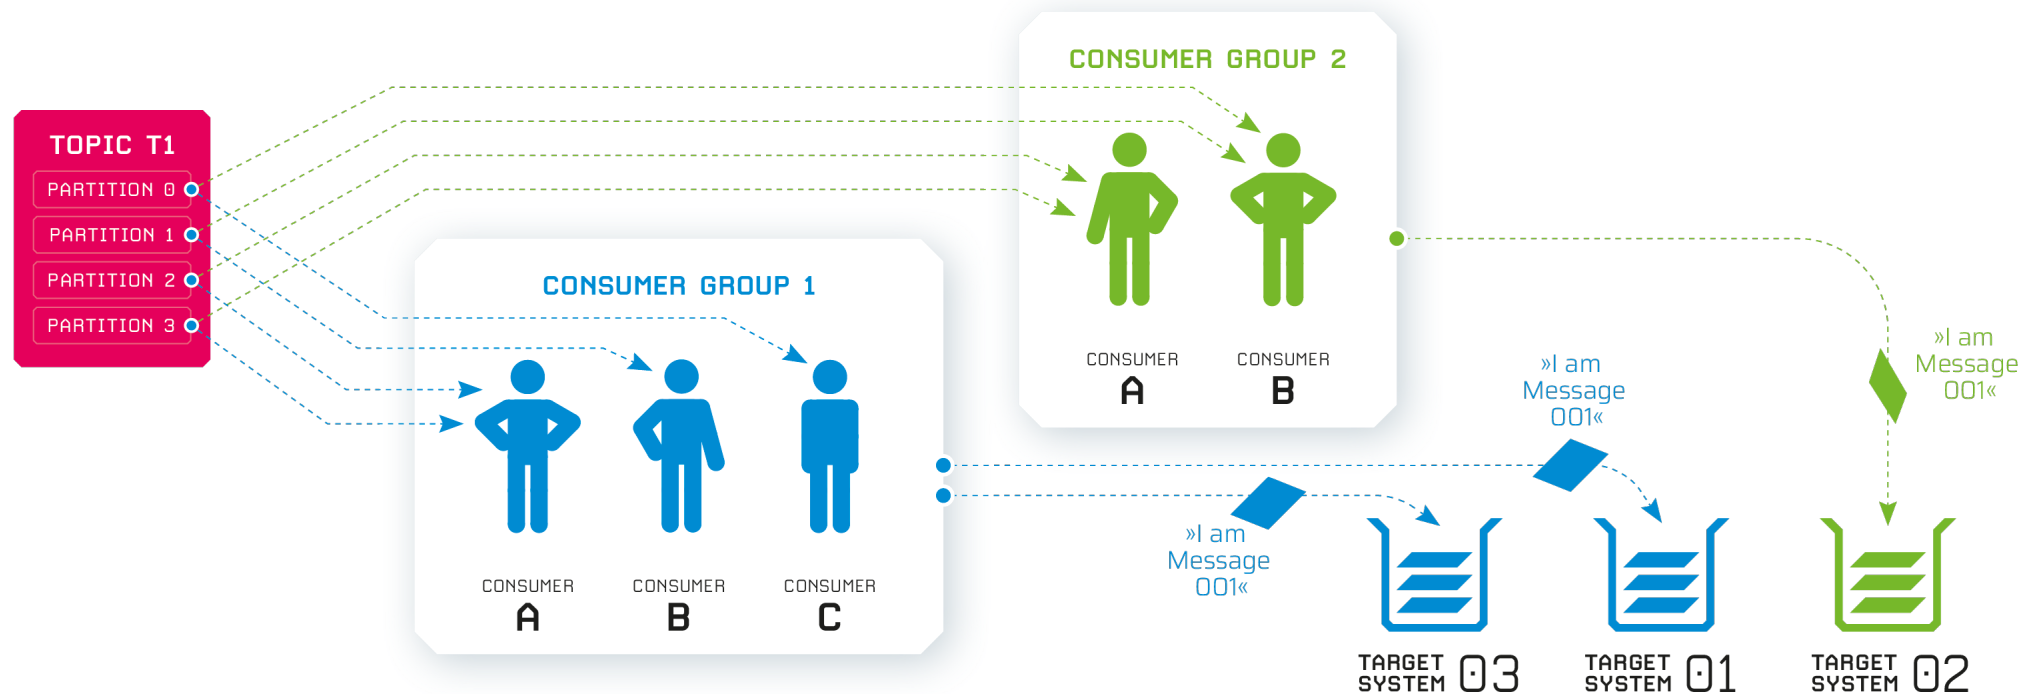 TOPIC T1
PARTITION 0
PARTITION 1
PARTITION 2
PARTITION 3
CONSUMER GROUP 1
CONSUMER
A
CONSUMER
B
CONSUMER
C
CONSUMER GROUP 2
CONSUMER
A
CONSUMER
B
»I am
Message
001«
»I am
Message
001«
»I am
Message
001«
TARGET
SYSTEM 03
TARGET
SYSTEM 01
TARGET
SYSTEM 02